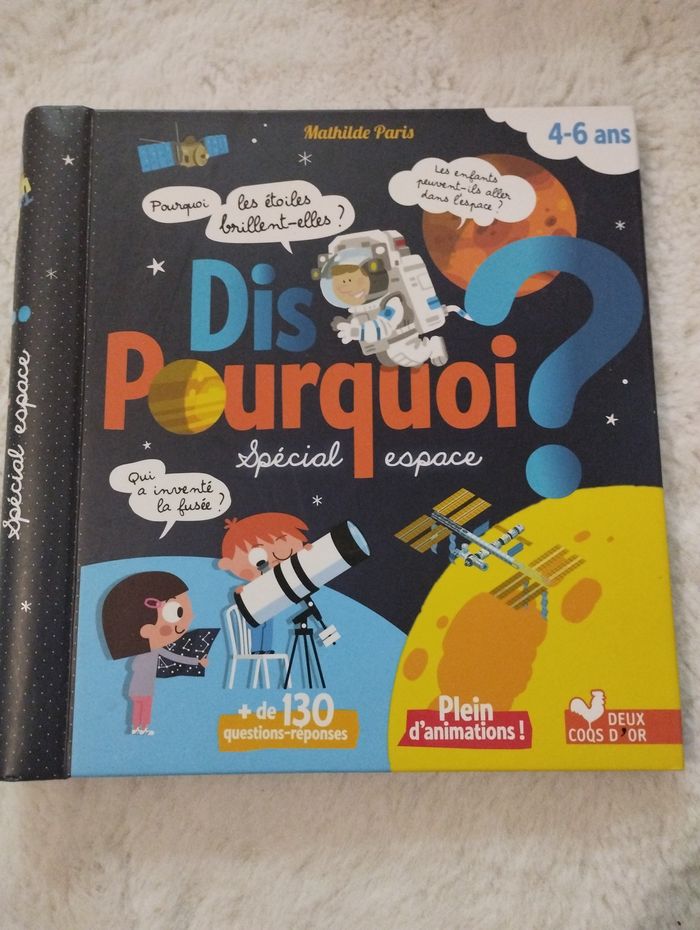 Mathilde Paris
4-6 ans
Pourquoi les étoiles
brillent-elles ?
Les enfants
peuvent-ils aller
dans l'espace ?
Dis
Pourquoi ?
Spécial espace
Qui
a inventé
la fusée ?
+ de 130
questions-réponses
Plein
d'animations !
DEUX
COQS D'OR
Spécial espace